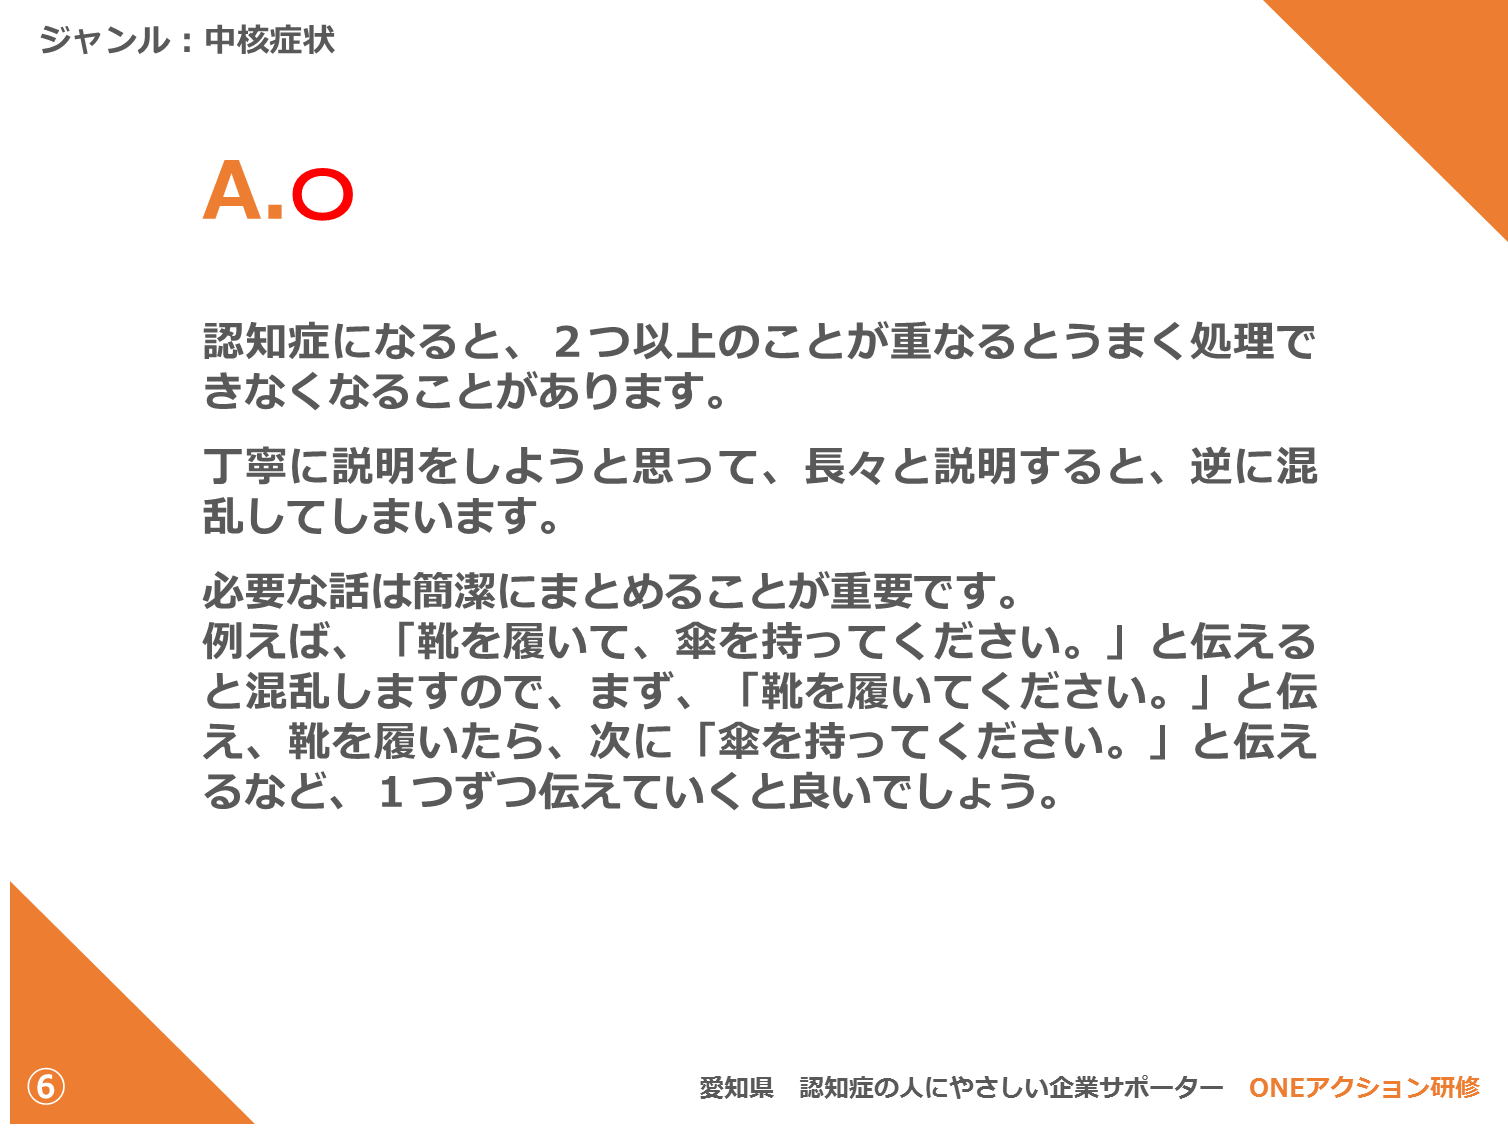 ジャンル：中核症状
A.○
認知症になると、２つ以上のことが重なるとうまく処理で
きなくなることがあります。
丁寧に説明をしようと思って、長々と説明すると、逆に混
乱してしまいます。
必要な話は簡潔にまとめることが重要です。
例えば、「靴を履いて、傘を持ってください。」と伝える
と混乱しますので、まず、「靴を履いてください。」と伝
え、靴を履いたら、次に「傘を持ってください。」と伝え
るなど、１つずつ伝えていくと良いでしょう。
⑥
愛知県　認知症の人にやさしい企業サポーター　ONEアクション研修